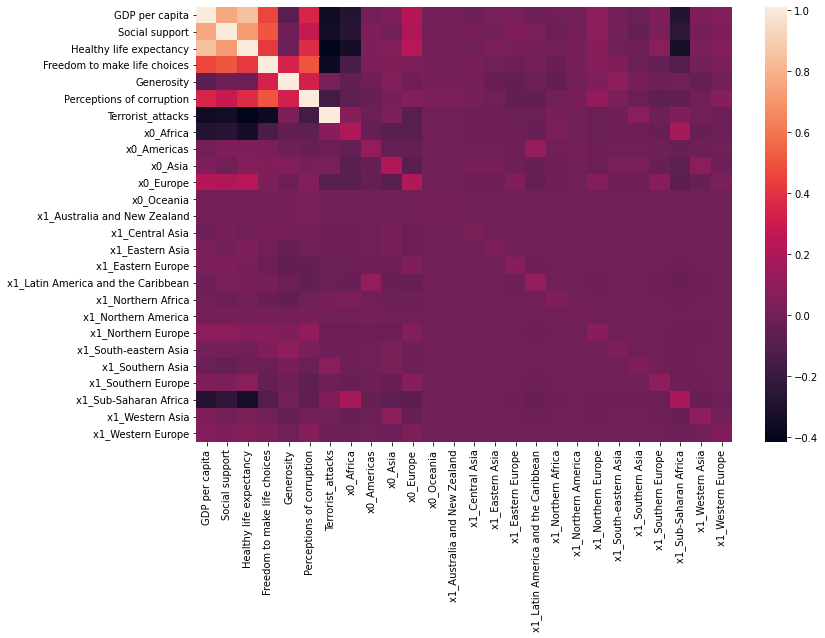 GDP per capita
Social support
Healthy life expectancy
Freedom to make life choices
Generosity
Perceptions of corruption
Terrorist_attacks
x0_Africa
x0_Americas
x0_Asia
x0_Europe
x0_Oceania
x1_Australia and New Zealand
x1_Central Asia
x1_Eastern Asia
x1_Eastern Europe
x1_Latin America and the Caribbean
x1_Northern Africa
x1_Northern America
x1_Northern Europe
x1_South-eastern Asia
x1_Southern Asia
x1_Southern Europe
x1_Sub-Saharan Africa
x1_Western Asia
x1_Western Europe
GDP per capita
Social support
Healthy life expectancy
Freedom to make life choices
Generosity
Perceptions of corruption
Terrorist_attacks
x0_Africa
x0_Americas
x0_Asia
x0_Europe
x0_Oceania
x1_Australia and New Zealand
x1_Central Asia
x1_Eastern Asia
x1_Eastern Europe
x1_Latin America and the Caribbean
x1_Northern Africa
x1_Northern America
x1_Northern Europe
x1_South-eastern Asia
x1_Southern Asia
x1_Southern Europe
x1_Sub-Saharan Africa
x1_Western Asia
x1_Western Europe
1.0
0.8
0.6
0.4
0.2
0.0
−0.2
−0.4